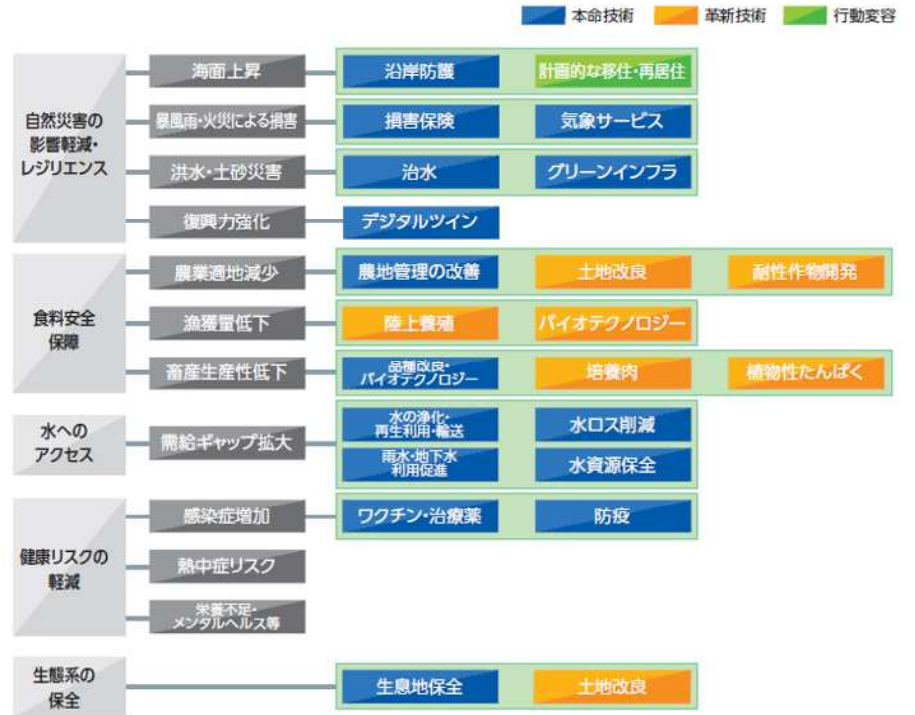 本命技術 革新技術 行動変容
自然災害の
影響軽減・
レジリエンス
海面上昇 沿岸防護 計画的な移住・再居住
暴風雨・火災による損害 損害保険 気象サービス
洪水・土砂災害 治水 グリーンインフラ
復興力強化 デジタルツイン
食料安全
保障
農業適地減少 農地管理の改善 土地改良 耐性作物開発
漁獲量低下 陸上養殖 バイオテクノロジー
畜産生産性低下
品種改良・
バイオテクノロジー
培養肉 植物性たんぱく
水への
アクセス
需給ギャップ拡大
水の浄化・
再生利用・輸送
水ロス削減
雨水・地下水
利用促進
水資源保全
健康リスクの
軽減
感染症増加 ワクチン・治療薬 防疫
熱中症リスク
栄養不足・
メンタルヘルス等
生態系の
保全
生息地保全 土地改良